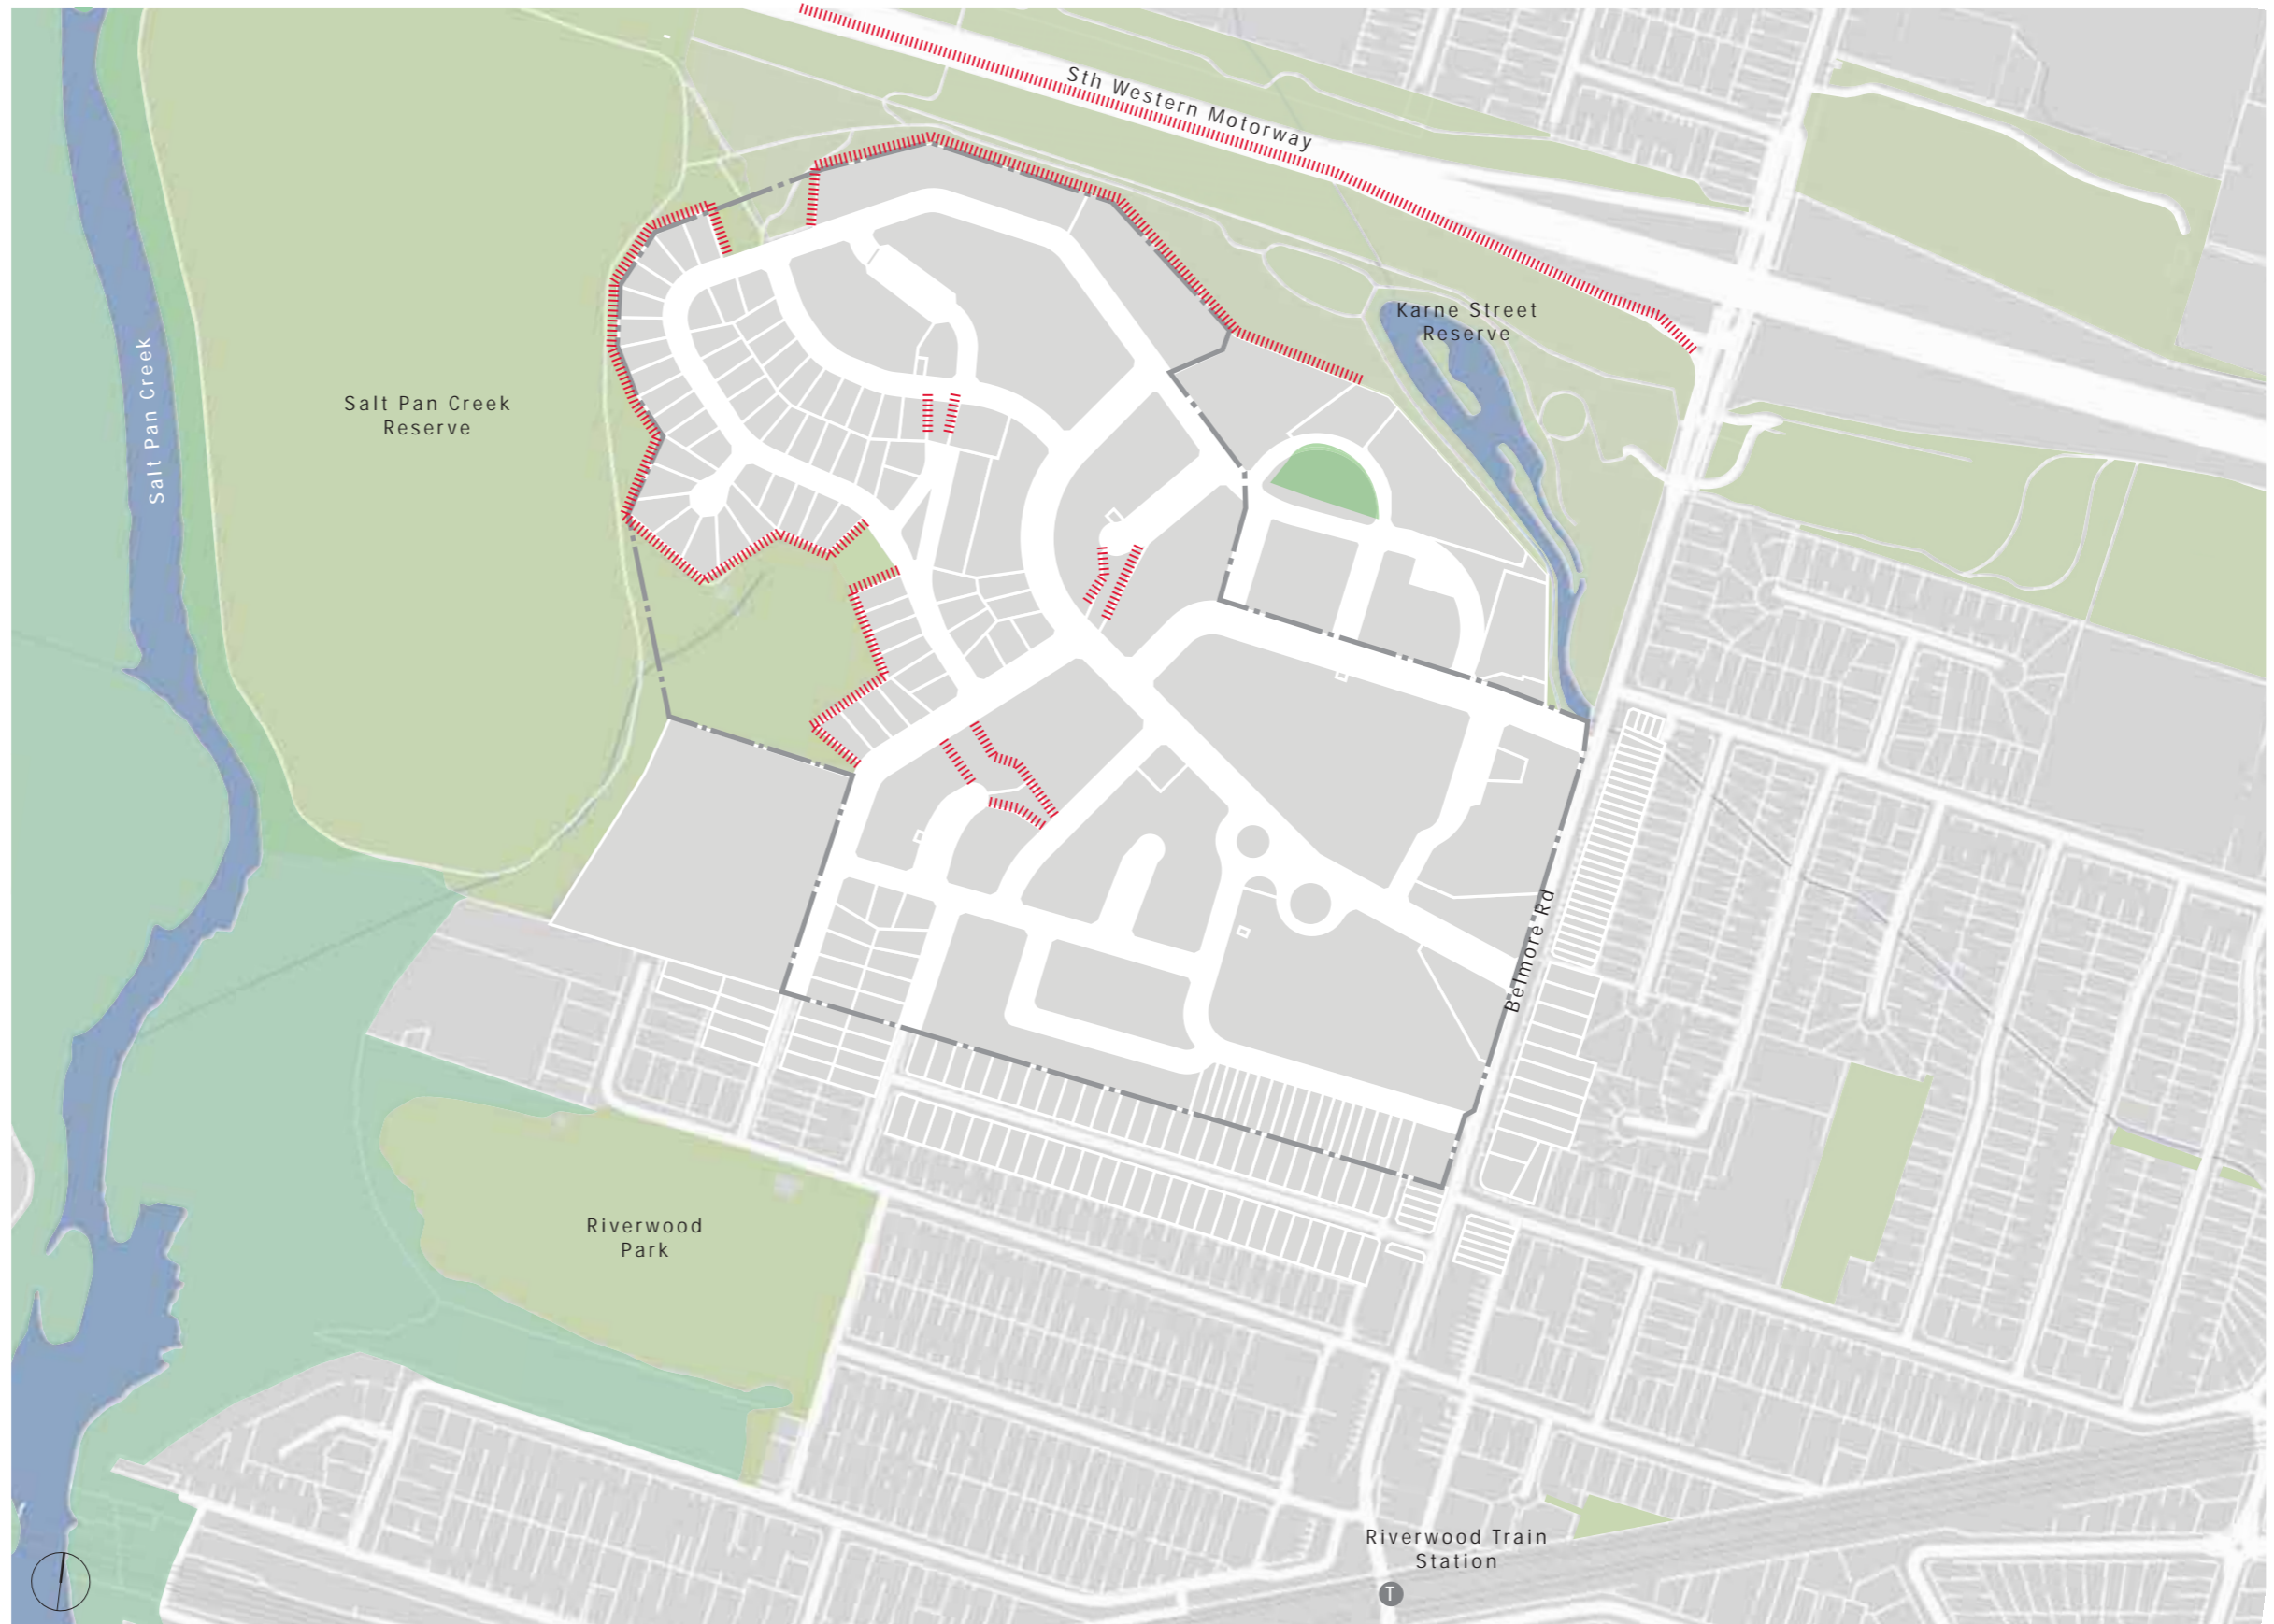 Sth Western Motorway
Karne Street
Reserve
Salt Pan Creek
Salt Pan Creek
Reserve
Belmore Rd
Riverwood
Park
Riverwood Train
Station
T